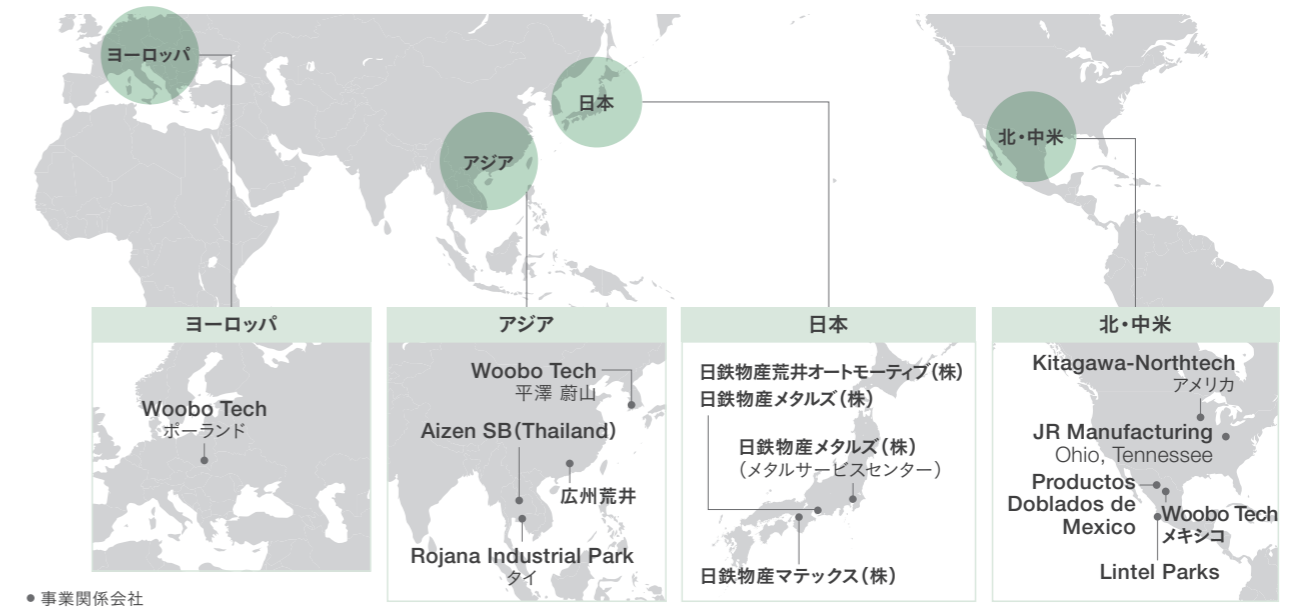 ヨーロッパ
アジア
日本
北・中米
ヨーロッパ
Woobo Tech
ポーランド
アジア
Woobo Tech
平澤 蔚山
Aizen SB(Thailand)
広州荒井
Rojana Industrial Park
タイ
日本
日鉄物産荒井オートモーティブ(株)
日鉄物産メタルズ(株)
日鉄物産メタルズ(株)
(メタルサービスセンター)
日鉄物産マテックス(株)
北・中米
Kitagawa-Northtech
アメリカ
JR Manufacturing
Ohio, Tennessee
Productos
Doblados de
Mexico
Woobo Tech
メキシコ
Lintel Parks
● 事業関係会社